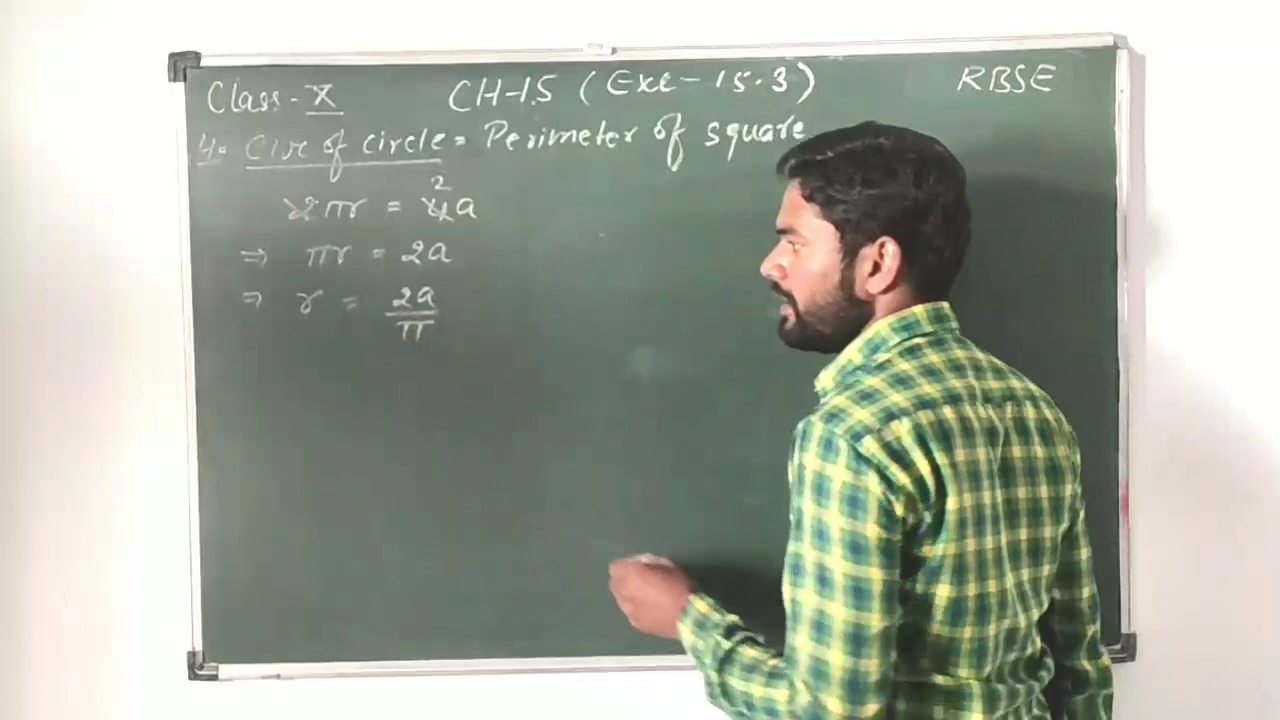 Class-X CH-15 (Exe-15.3) RBSE
4. Circ of circle = Perimeter of square
2πr = 4a 2
⇒ πr = 2a
⇒ r = 2a/π